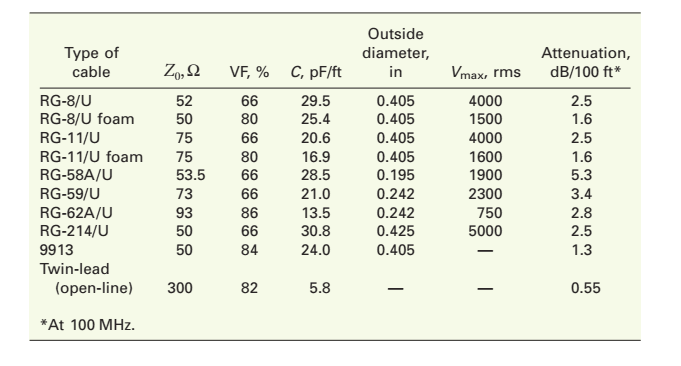 Type of cable Z0, Ω VF, % C, pF/ft Outside diameter, in Vmax, rms Attenuation, dB/100 ft*
RG-8/U 52 66 29.5 0.405 4000 2.5
RG-8/U foam 50 80 25.4 0.405 1500 1.6
RG-11/U 75 66 20.6 0.405 4000 2.5
RG-11/U foam 75 80 16.9 0.405 1600 1.6
RG-58A/U 53.5 66 28.5 0.195 1900 5.3
RG-59/U 73 66 21.0 0.242 2300 3.4
RG-62A/U 93 86 13.5 0.242 750 2.8
RG-214/U 50 66 30.8 0.425 5000 2.5
9913 50 84 24.0 0.405 — 1.3
Twin-lead
(open-line) 300 82 5.8 — — 0.55
*At 100 MHz.